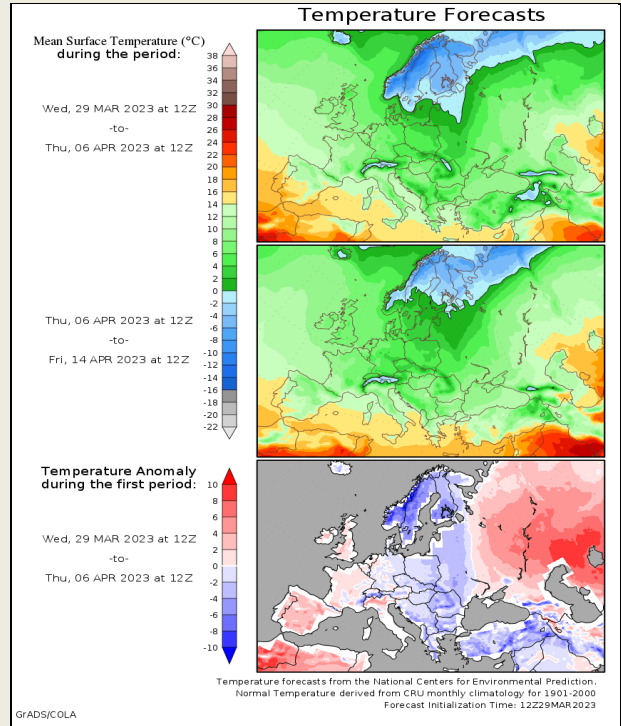 Temperature Forecasts
Mean Surface Temperature (°C)
during the period:
38
36
34
32
30
28
26
24
22
20
18
16
14
12
10
8
6
4
2
0
-2
-4
-6
-8
-10
-12
-14
-16
-18
-20
-22
Wed, 29 MAR 2023 at 12Z
-to-
Thu, 06 APR 2023 at 12Z
Thu, 06 APR 2023 at 12Z
-to-
Fri, 14 APR 2023 at 12Z
Temperature Anomaly
during the first period:
10
8
6
4
2
0
-2
-4
-6
-8
-10
Wed, 29 MAR 2023 at 12Z
-to-
Thu, 06 APR 2023 at 12Z
Temperature forecasts from the National Centers for Environmental Prediction.
Normal Temperature derived from CRU monthly climatology for 1901-2000
Forecast Initialization Time: 12Z29MAR2023
GrADS/COLA